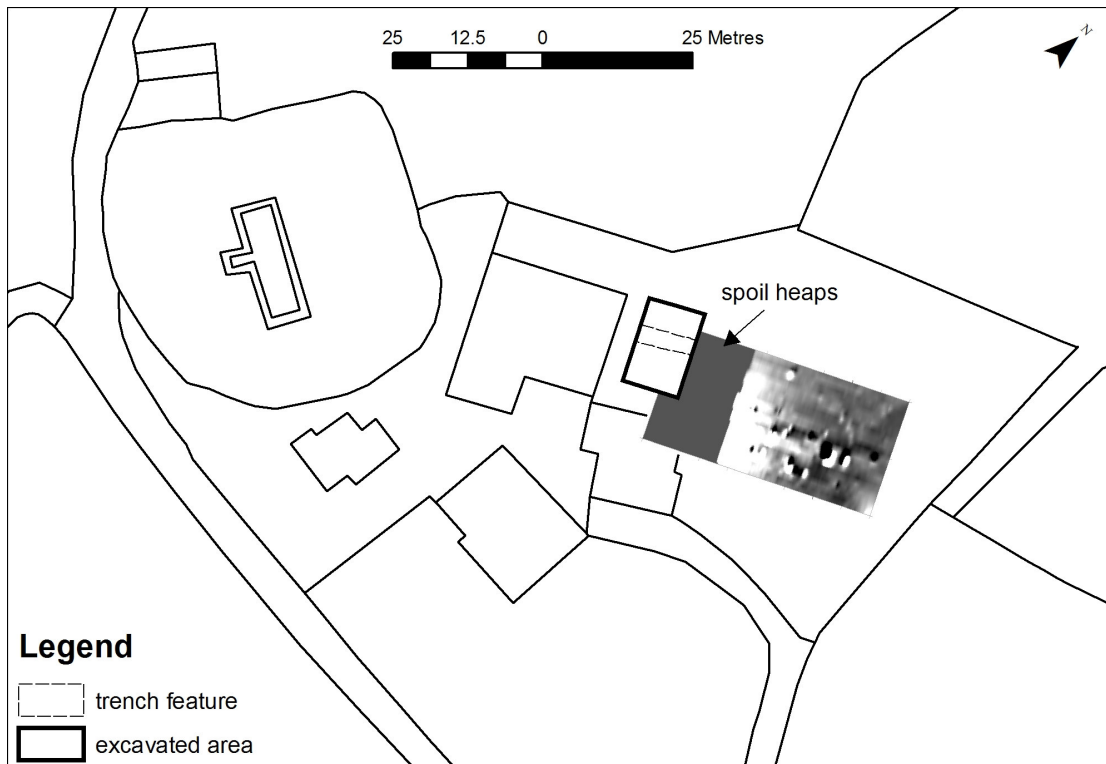 25 12.5 0 25 Metres
N
spoil heaps
Legend
trench feature
excavated area